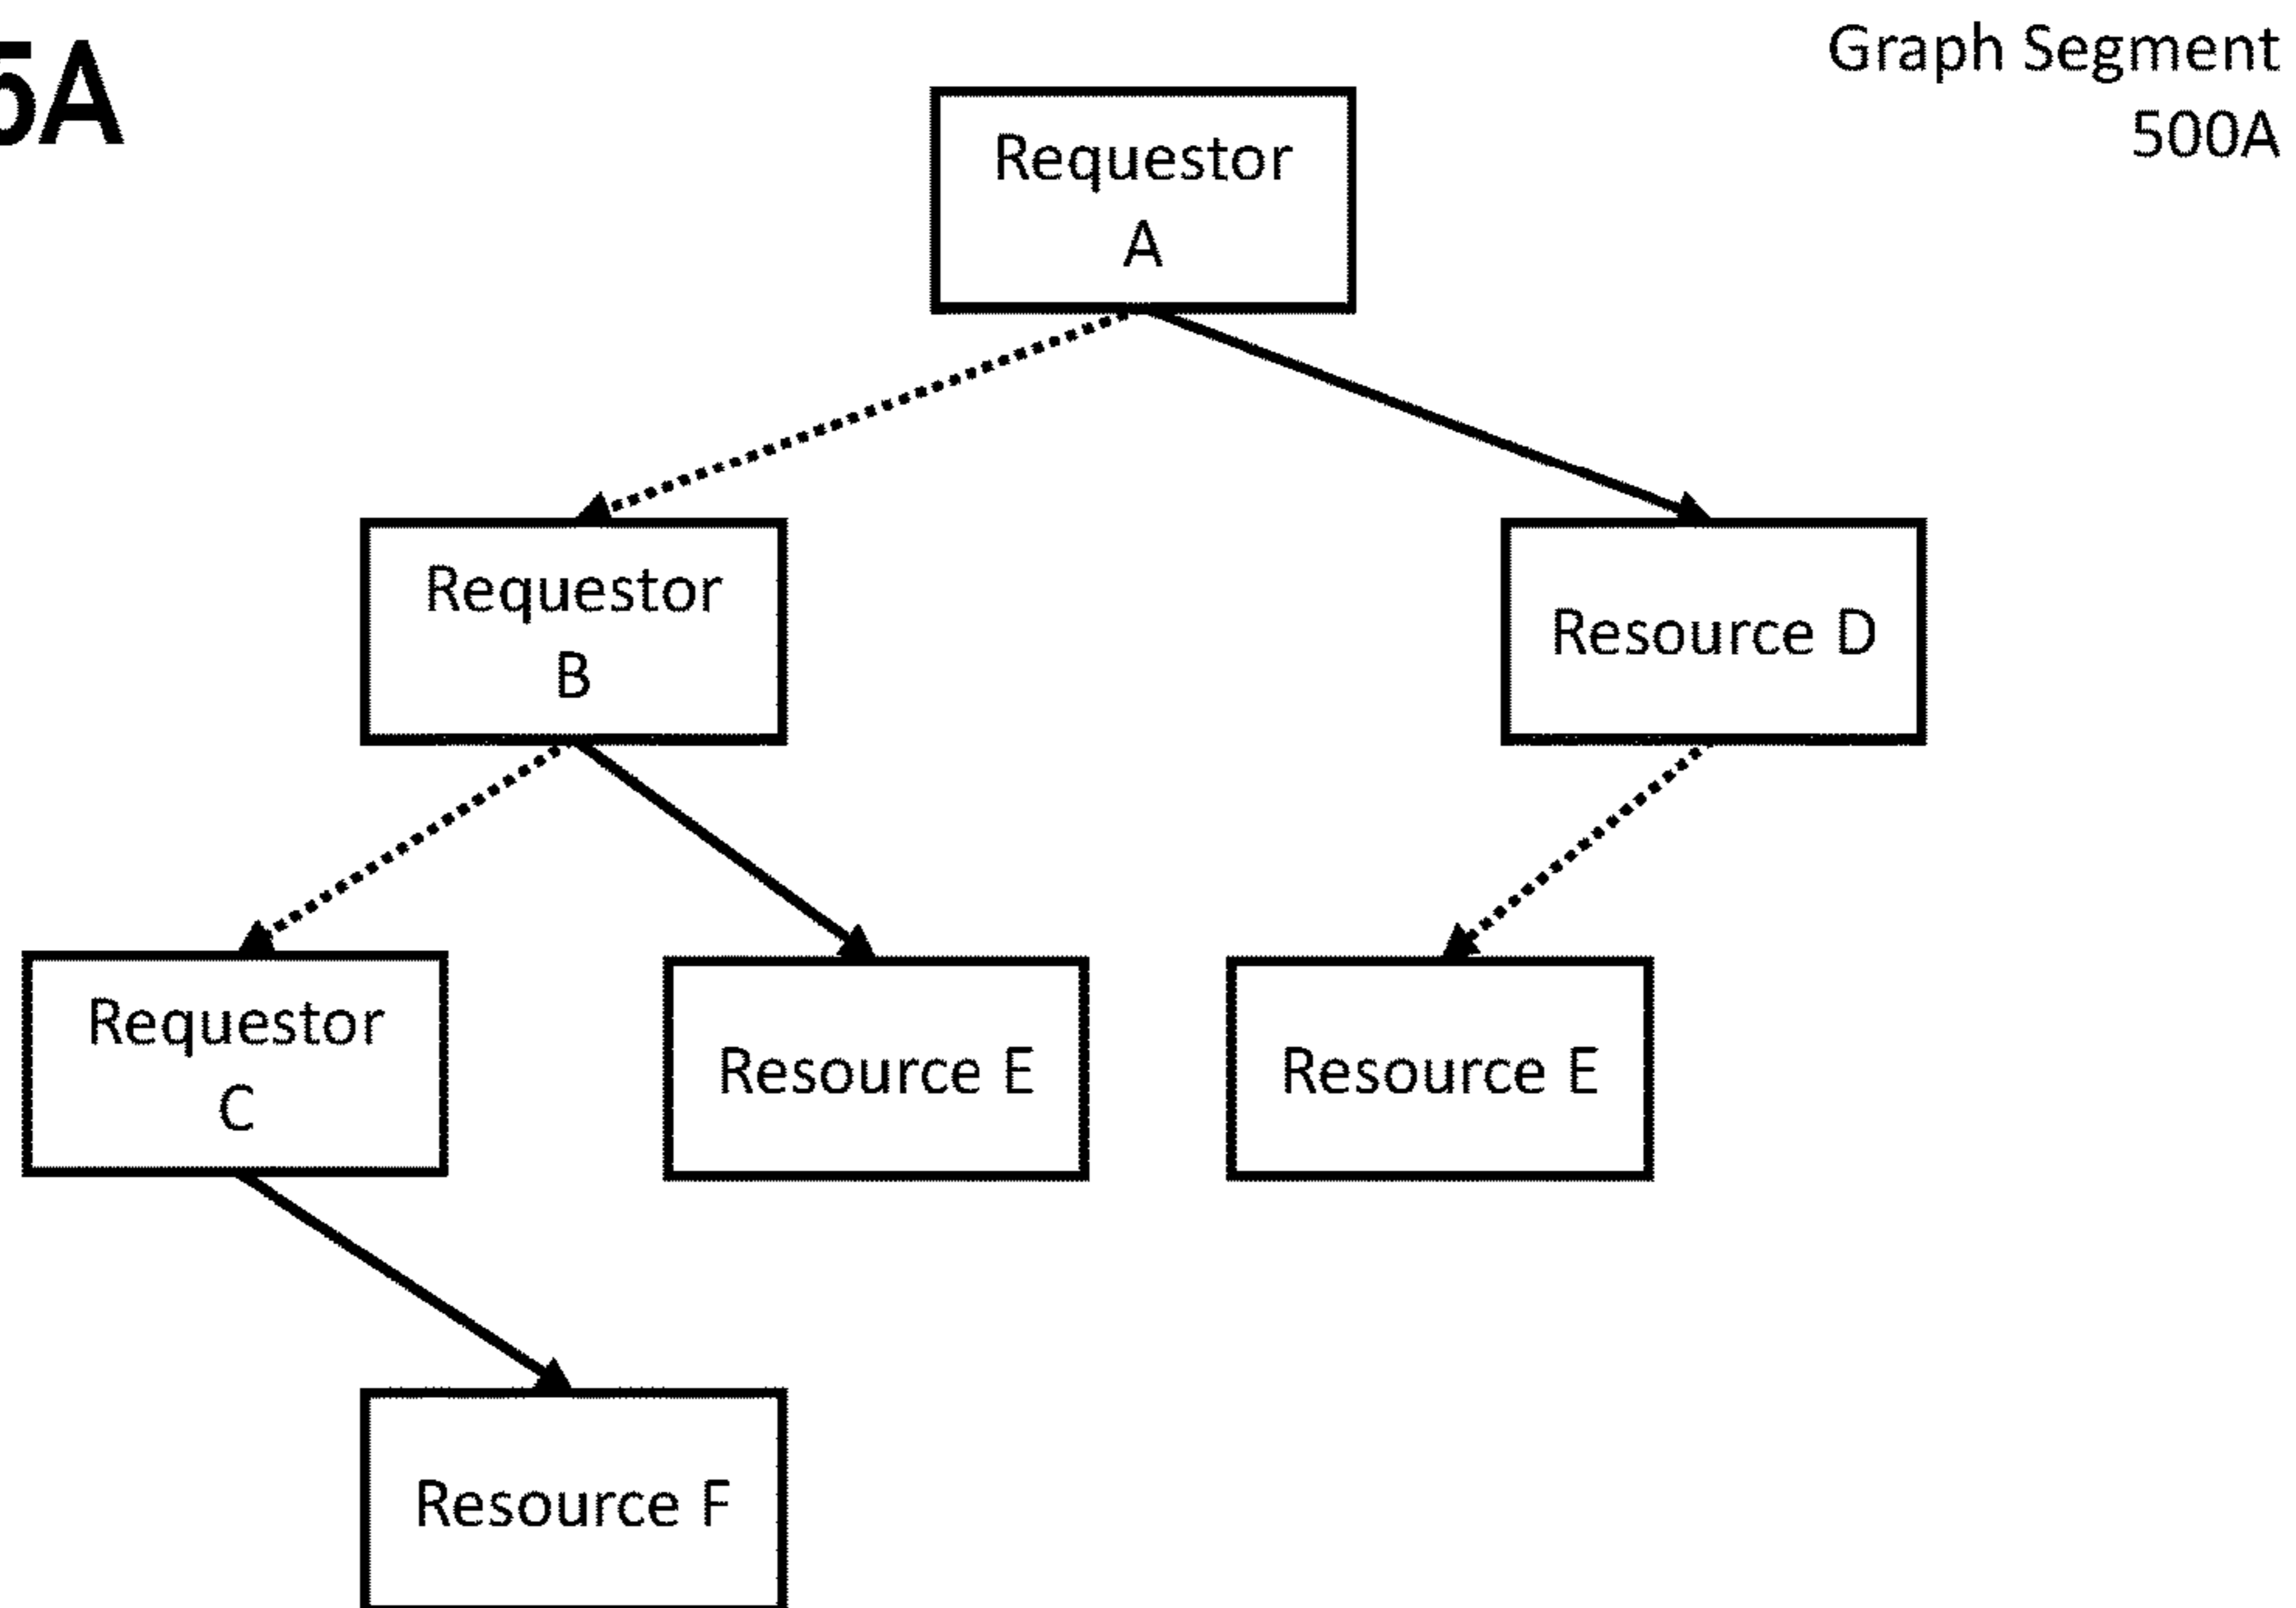 5A
Graph Segment
500A
Requestor
A
Requestor
B
Resource D
Requestor
C
Resource E
Resource E
Resource F